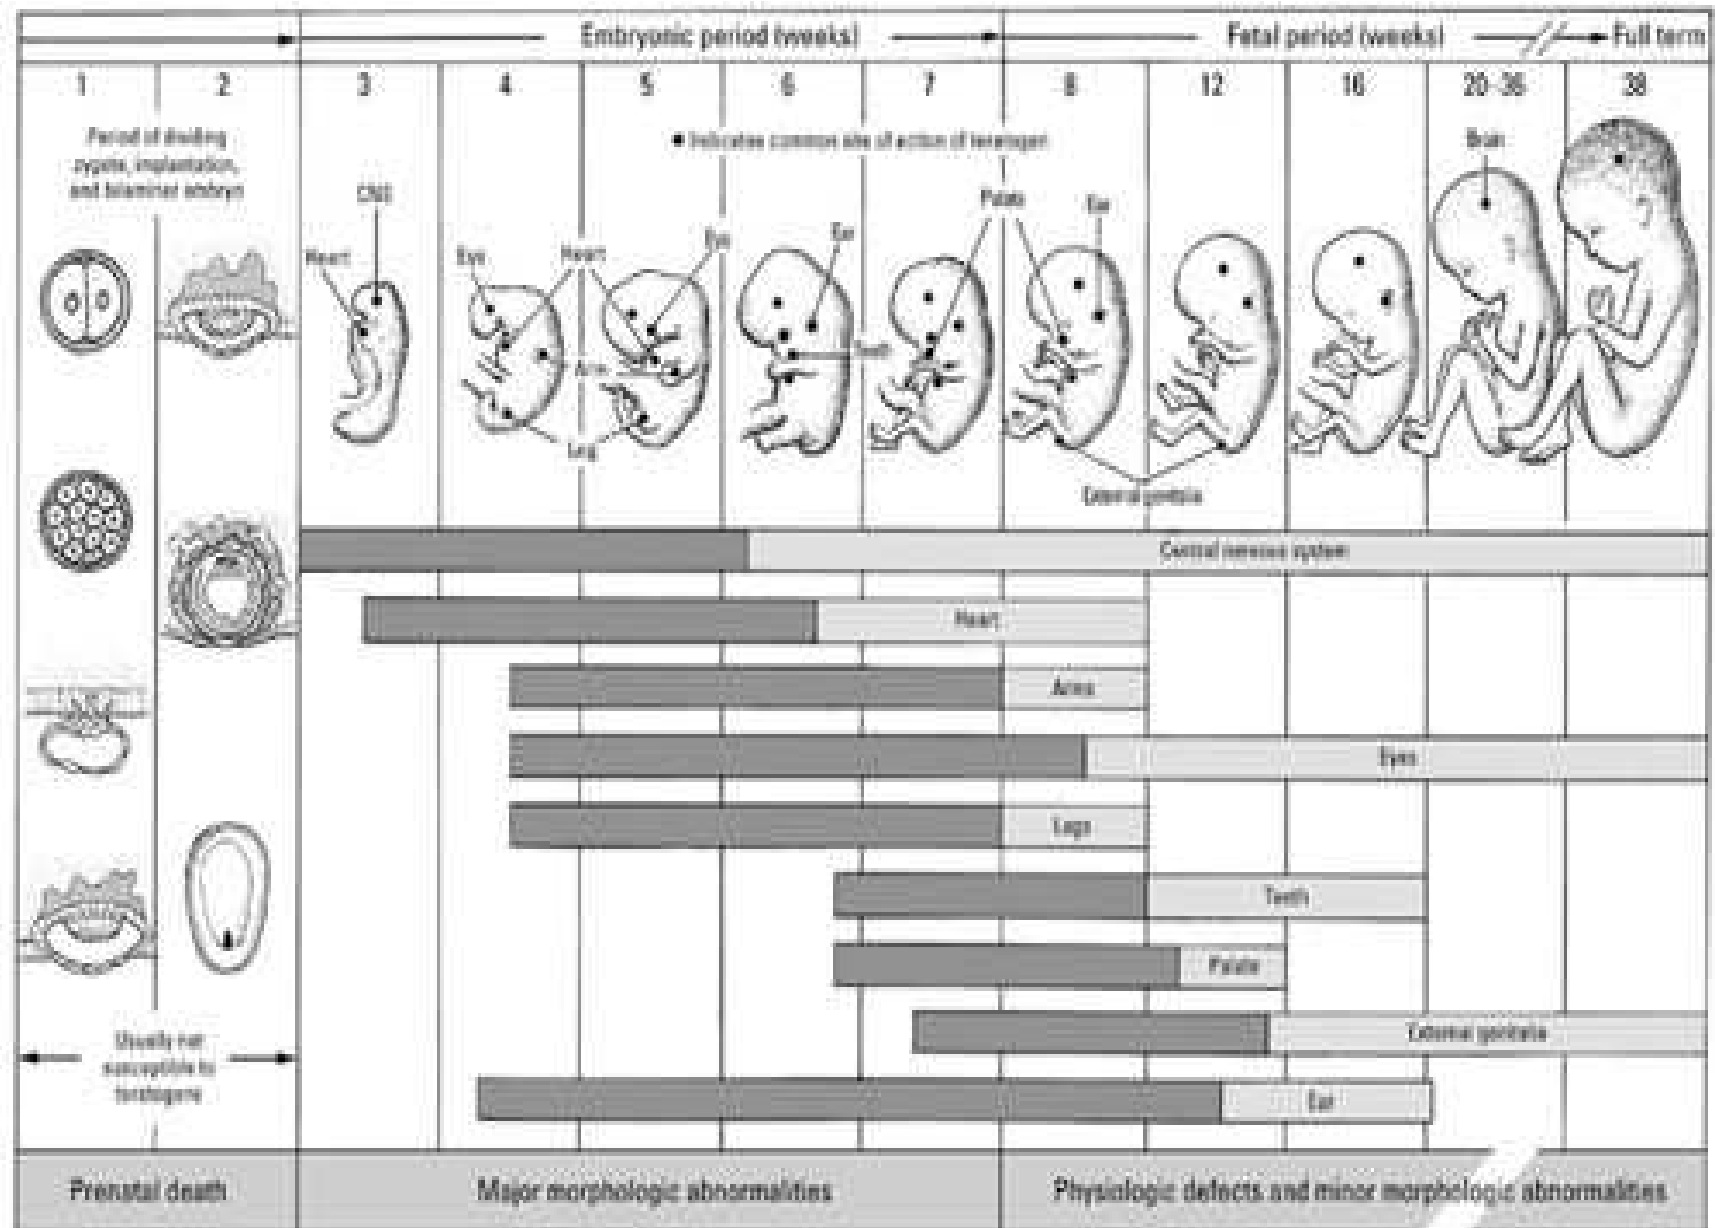 Embryonic period (weeks)
Fetal period (weeks)
Full term
1
2
3
4
5
6
7
8
12
16
20-36
38
Period of dividing
zygote, implantation,
and bilaminar embryo
• Indicates common site of action of teratogen
CNS
Heart
Eye
Heart
Eye
Ear
Palate
Ear
Brain
Arm
Teeth
Leg
External genitalia
Central nervous system
Heart
Arms
Eyes
Legs
Teeth
Palate
External genitalia
Ear
Usually not
susceptible to
teratogens
Prenatal death
Major morphologic abnormalities
Physiologic defects and minor morphologic abnormalities